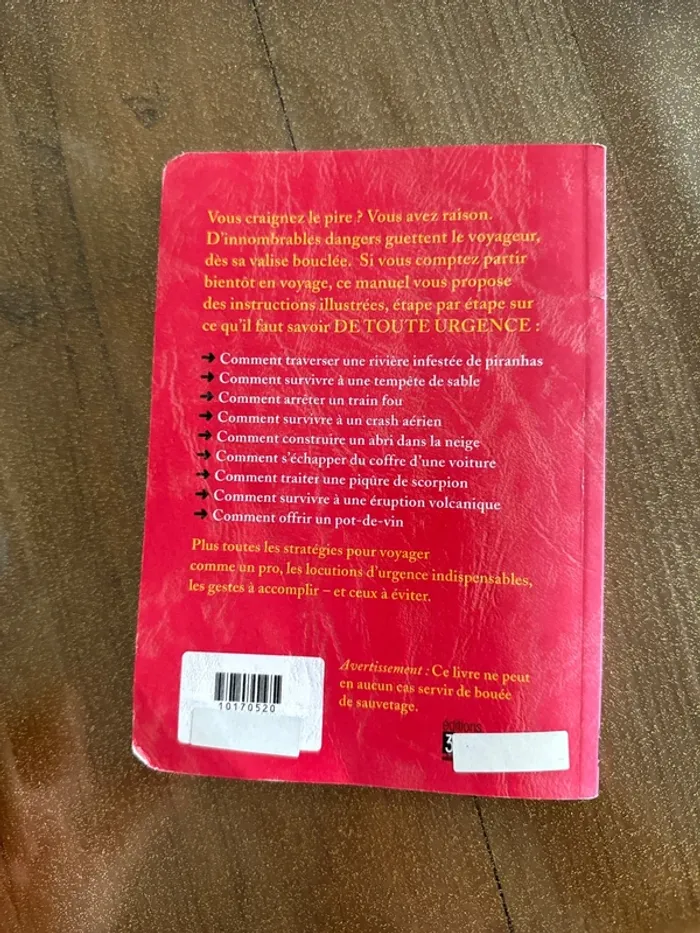 Vous craignez le pire ? Vous avez raison.
D'innombrables dangers guettent le voyageur,
dès sa valise bouclée. Si vous comptez partir
bientôt en voyage, ce manuel vous propose
des instructions illustrées, étape par étape sur
ce qu'il faut savoir DE TOUTE URGENCE :
➜ Comment traverser une rivière infestée de piranhas
➜ Comment survivre à une tempête de sable
➜ Comment arrêter un train fou
➜ Comment survivre à un crash aérien
➜ Comment construire un abri dans la neige
➜ Comment s'échapper du coffre d'une voiture
➜ Comment traiter une piqûre de scorpion
➜ Comment survivre à une éruption volcanique
➜ Comment offrir un pot-de-vin
Plus toutes les stratégies pour voyager
comme un pro, les locutions d'urgence indispensables,
les gestes à accomplir – et ceux à éviter.
Avertissement : Ce livre ne peut
en aucun cas servir de bouée
de sauvetage.
10170520
éditions
3